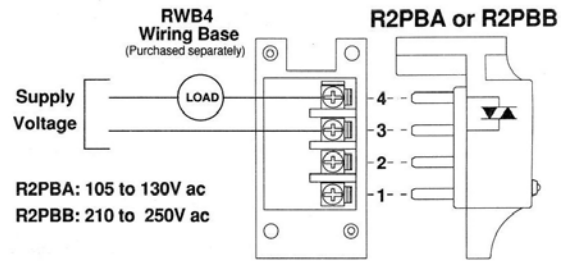 RWB4
Wiring Base
(Purchased separately)
R2PBA or R2PBB
Supply
Voltage
LOAD
4
3
2
1
R2PBA: 105 to 130V ac
R2PBB: 210 to 250V ac